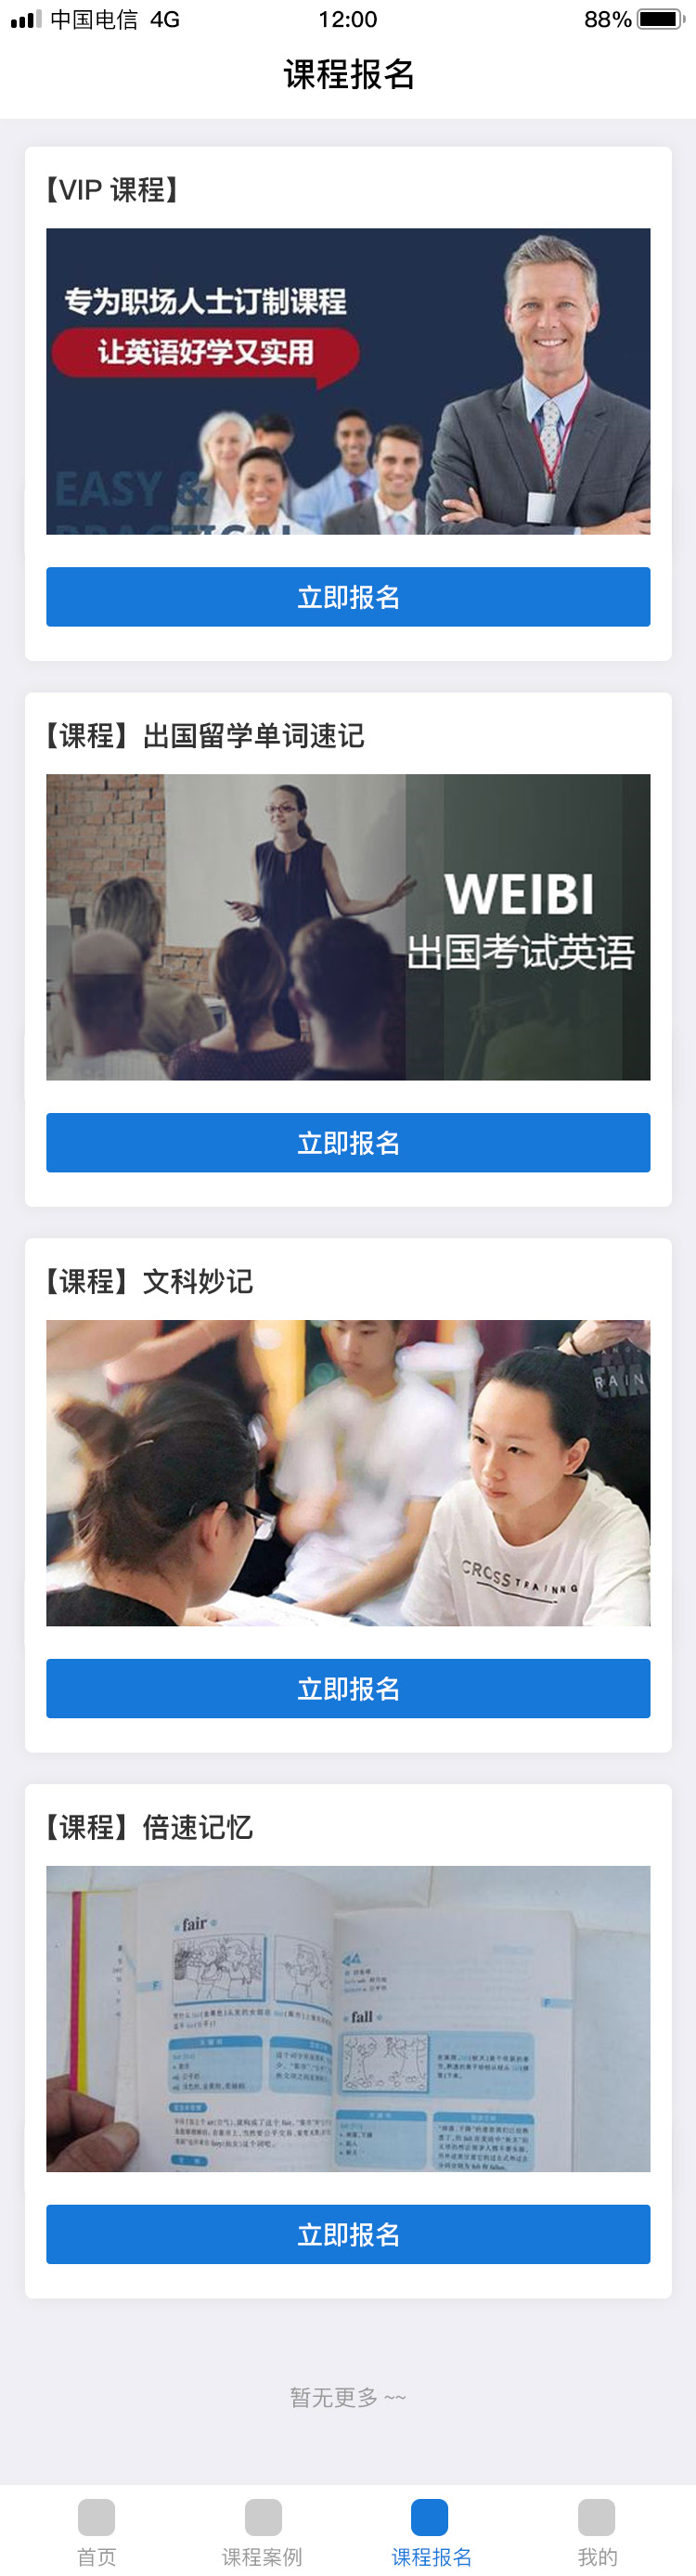 中国电信 4G 12:00 88%
课程报名
【VIP 课程】
专为职场人士订制课程
让英语好学又实用
EASY &
PRACTICAL
立即报名
【课程】出国留学单词速记
WEIBI
出国考试英语
立即报名
【课程】文科妙记
CROSS TRAINNG
立即报名
【课程】倍速记忆
fair
F
F
fall
立即报名
暂无更多 ~~
首页 课程案例 课程报名 我的